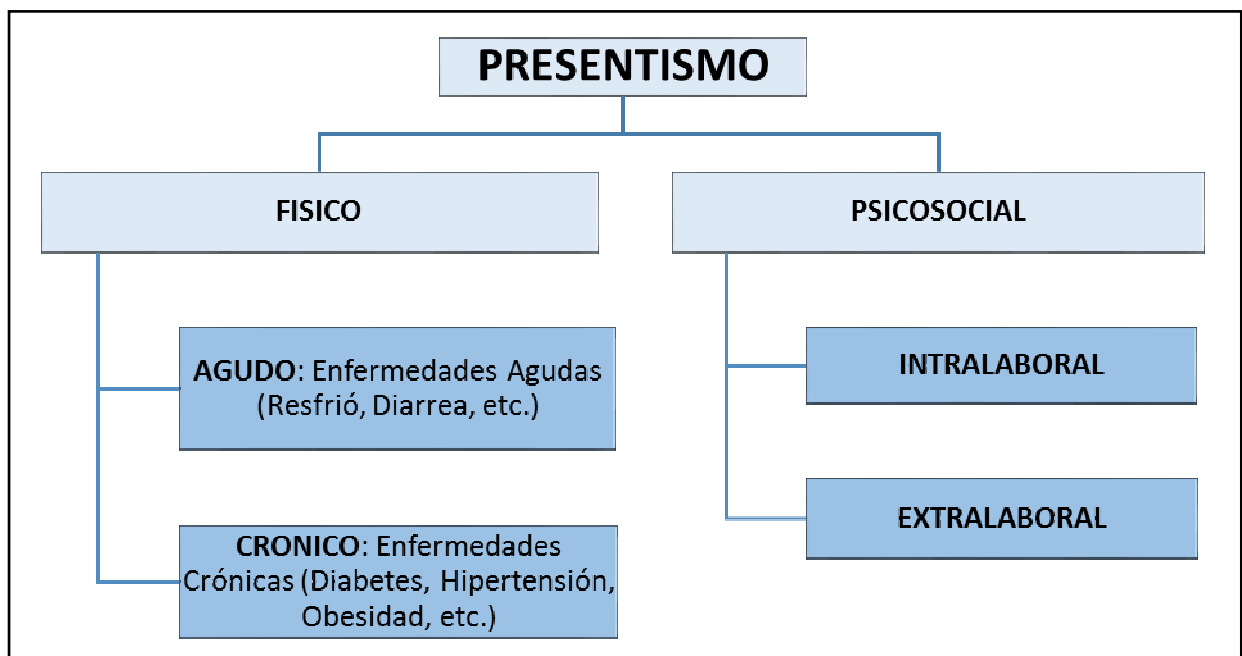 PRESENTISMO
FISICO
PSICOSOCIAL
AGUDO: Enfermedades Agudas
(Resfrió, Diarrea, etc.)
INTRALABORAL
EXTRALABORAL
CRONICO: Enfermedades
Crónicas (Diabetes, Hipertensión,
Obesidad, etc.)